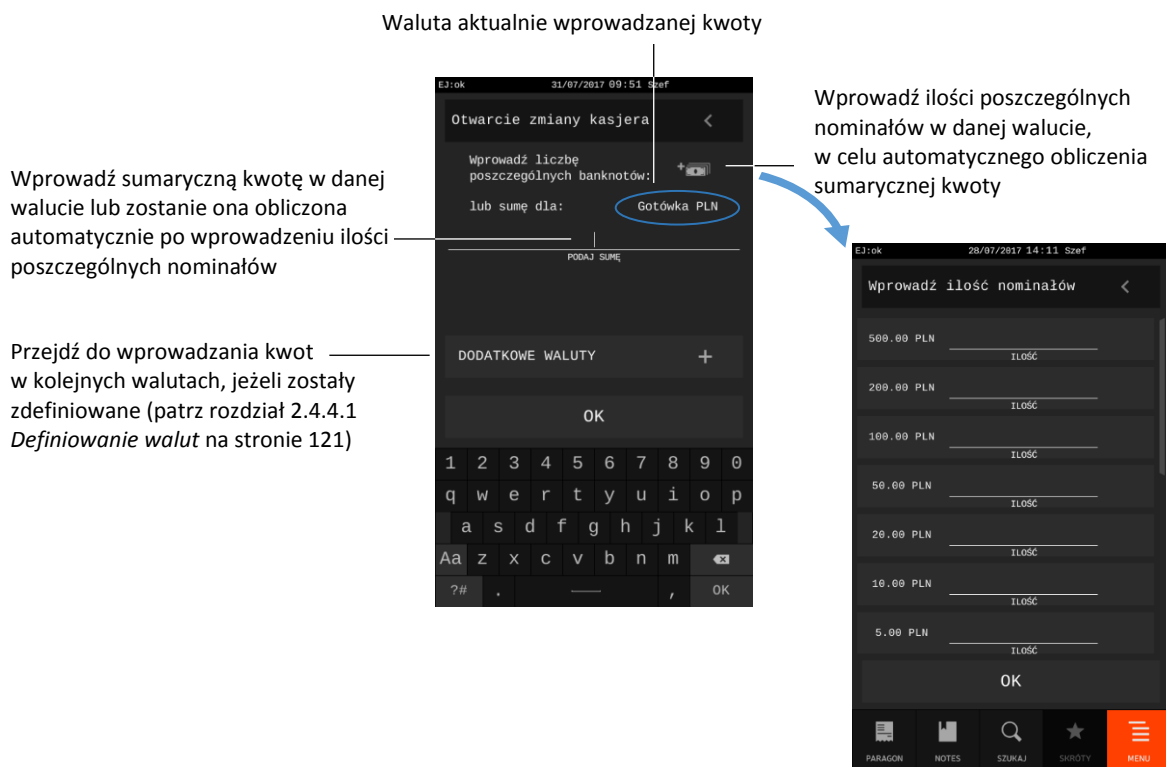 Waluta aktualnie wprowadzanej kwoty
EJ:ok 31/07/2017 09:51 Szef
Otwarcie zmiany kasjera <
Wprowadź liczbę
poszczególnych banknotów: +
lub sumę dla: Gotówka PLN
PODAJ SUMĘ
DODATKOWE WALUTY +
OK
1 2 3 4 5 6 7 8 9 0
q w e r t y u i o p
a s d f g h j k l
Aa z x c v b n m
?# . , OK
Wprowadź sumaryczną kwotę w danej
walucie lub zostanie ona obliczona
automatycznie po wprowadzeniu ilości
poszczególnych nominałów
Przejdź do wprowadzania kwot
w kolejnych walutach, jeżeli zostały
zdefiniowane (patrz rozdział 2.4.4.1
Definiowanie walut na stronie 121)
Wprowadź ilości poszczególnych
nominałów w danej walucie,
w celu automatycznego obliczenia
sumarycznej kwoty
EJ:ok 28/07/2017 14:11 Szef
Wprowadź ilość nominałów <
500.00 PLN
ILOŚĆ
200.00 PLN
ILOŚĆ
100.00 PLN
ILOŚĆ
50.00 PLN
ILOŚĆ
20.00 PLN
ILOŚĆ
10.00 PLN
ILOŚĆ
5.00 PLN
ILOŚĆ
OK
PARAGON NOTES SZUKAJ SKRÓTY MENU